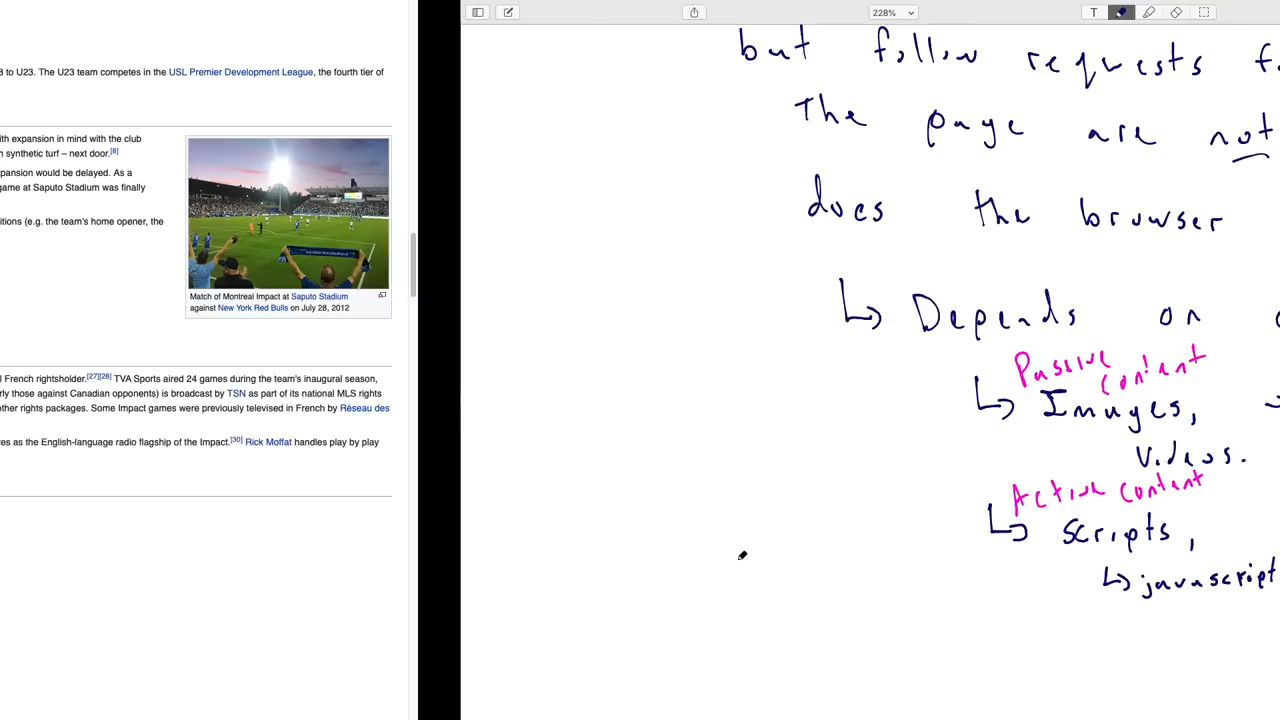 3 to U23. The U23 team competes in the USL Premier Development League, the fourth tier of
ith expansion in mind with the club
n synthetic turf – next door.[8]
pansion would be delayed. As a
game at Saputo Stadium was finally
itions (e.g. the team's home opener, the
Match of Montreal Impact at Saputo Stadium
against New York Red Bulls on July 28, 2012
l French rightsholder.[27][28] TVA Sports aired 24 games during the team's inaugural season,
rly those against Canadian opponents) is broadcast by TSN as part of its national MLS rights
other rights packages. Some Impact games were previously televised in French by Réseau des
res as the English-language radio flagship of the Impact.[30] Rick Moffat handles play by play
228%
T
but follow requests f
The page are not
does the browser
Depends on
Passive content
Images,
videos.
Active content
scripts,
javascript